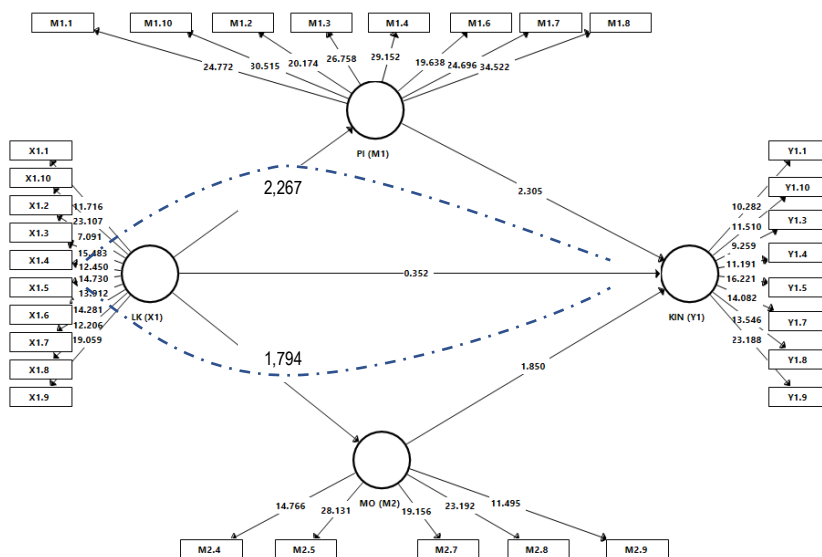 M1.1
M1.10
M1.2
M1.3
M1.4
M1.6
M1.7
M1.8
24.772
30.515
20.174
26.758
29.152
19.638
24.696
34.522
PI (M1)
X1.1
X1.10
X1.2
X1.3
X1.4
X1.5
X1.6
X1.7
X1.8
X1.9
11.716
23.107
7.091
15.483
12.450
14.730
13.912
14.281
12.206
19.059
LK (X1)
2,267
2.305
0.352
1,794
1.850
Y1.1
Y1.10
Y1.3
Y1.4
Y1.5
Y1.7
Y1.8
Y1.9
10.282
11.510
9.259
11.191
16.221
14.082
13.546
23.188
KIN (Y1)
MO (M2)
14.766
28.131
19.156
23.192
11.495
M2.4
M2.5
M2.7
M2.8
M2.9